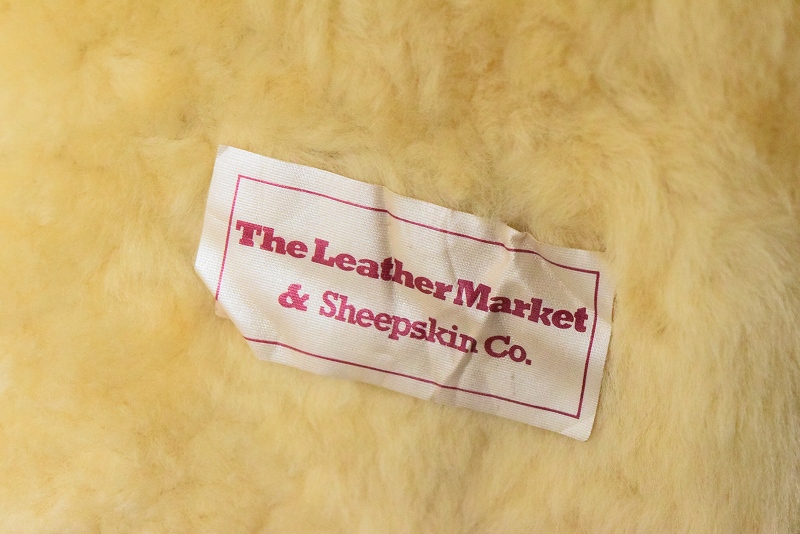 The Leather Market
& Sheepskin Co.